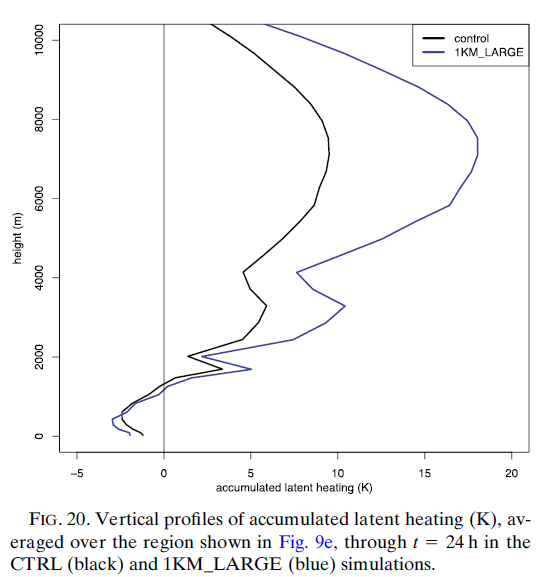 control
1KM_LARGE
10000
8000
6000
4000
2000
0
height (m)
−5 0 5 10 15 20
accumulated latent heating (K)
FIG. 20. Vertical profiles of accumulated latent heating (K), av-
eraged over the region shown in Fig. 9e, through t = 24 h in the
CTRL (black) and 1KM_LARGE (blue) simulations.